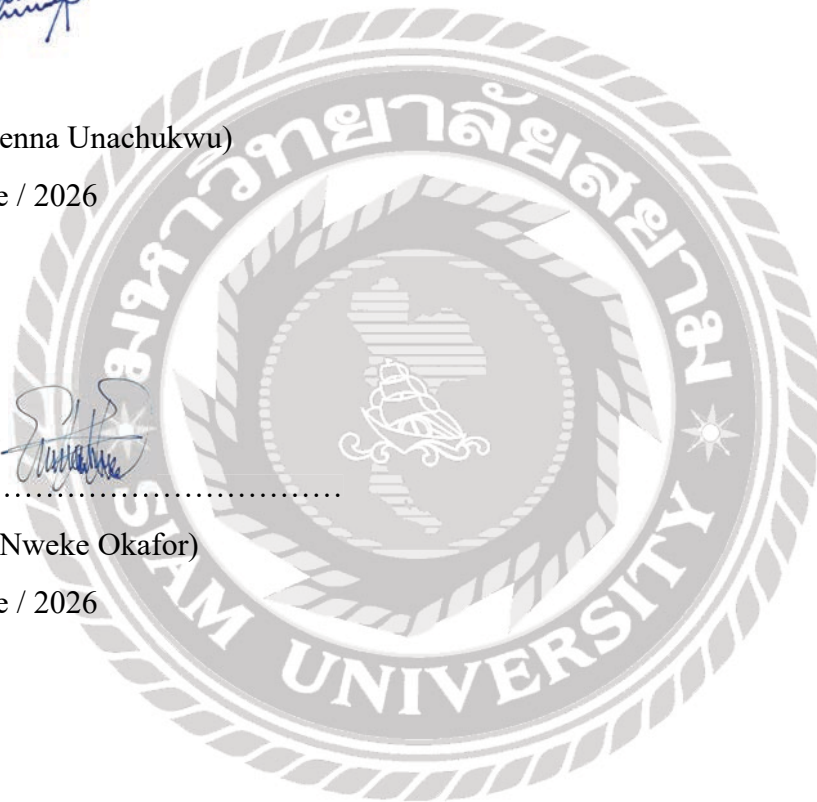 enna Unachukwu)
e / 2026
มหาวิทยาลัยสยาม
................................
Nweke Okafor)
e / 2026
SIAM UNIVERSITY